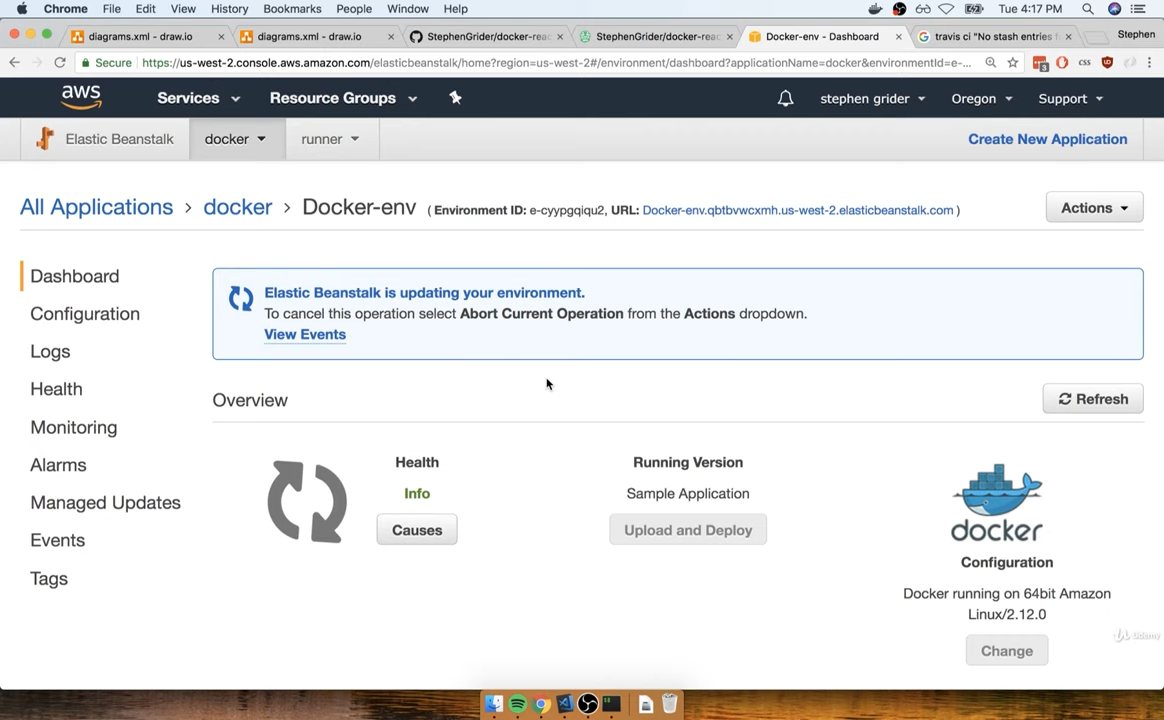 Chrome File Edit View History Bookmarks People Window Help Tue 4:17 PM
diagrams.xml - draw.io × diagrams.xml - draw.io × StephenGrider/docker-reac × StephenGrider/docker-reac × Docker-env - Dashboard × travis ci "No stash entries f × Stephen
Secure https://us-west-2.console.aws.amazon.com/elasticbeanstalk/home?region=us-west-2#/environment/dashboard?applicationName=docker&environmentId=e-... 3 css
aws Services Resource Groups stephen grider Oregon Support
Elastic Beanstalk docker runner Create New Application
All Applications > docker > Docker-env ( Environment ID: e-cyypgqiqu2, URL: Docker-env.qbtbvwcxmh.us-west-2.elasticbeanstalk.com ) Actions
Dashboard
Configuration
Logs
Health
Monitoring
Alarms
Managed Updates
Events
Tags
Elastic Beanstalk is updating your environment.
To cancel this operation select Abort Current Operation from the Actions dropdown.
View Events
Overview Refresh
Health
Info
Causes
Running Version
Sample Application
Upload and Deploy
docker
Configuration
Docker running on 64bit Amazon
Linux/2.12.0
Change
Udemy